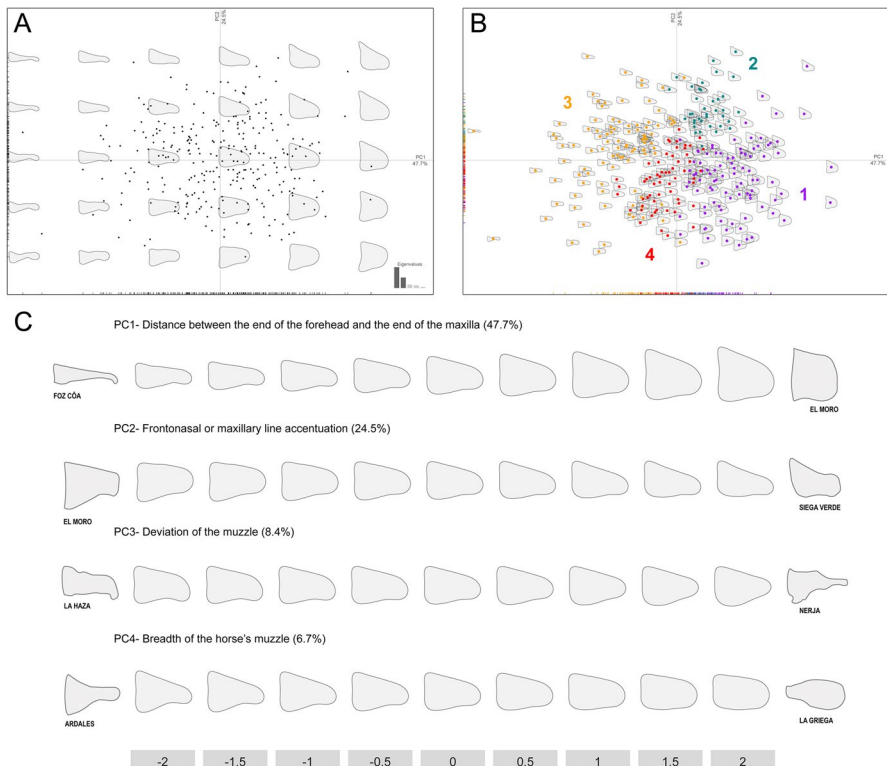 A
PC2
24.5%
PC1
47.7%
Eigenvalues
B
PC2
24.5%
2
3
PC1
47.7%
1
4
C
PC1- Distance between the end of the forehead and the end of the maxilla (47.7%)
FOZ CÔA
EL MORO
PC2- Frontonasal or maxillary line accentuation (24.5%)
EL MORO
SIEGA VERDE
PC3- Deviation of the muzzle (8.4%)
LA HAZA
NERJA
PC4- Breadth of the horse's muzzle (6.7%)
ARDALES
LA GRIEGA
-2 -1.5 -1 -0.5 0 0.5 1 1.5 2